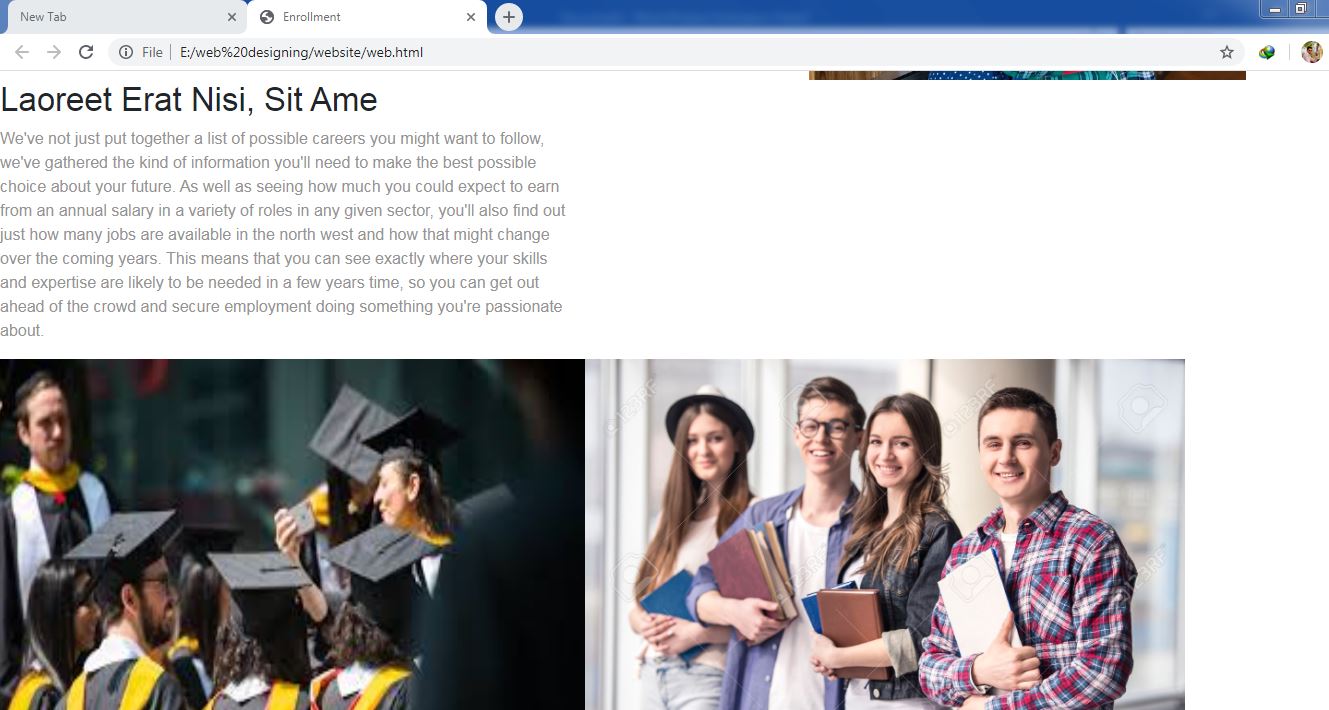 New Tab
Enrollment
File
E:/web%20designing/website/web.html
Laoreet Erat Nisi, Sit Ame
We've not just put together a list of possible careers you might want to follow,
we've gathered the kind of information you'll need to make the best possible
choice about your future. As well as seeing how much you could expect to earn
from an annual salary in a variety of roles in any given sector, you'll also find out
just how many jobs are available in the north west and how that might change
over the coming years. This means that you can see exactly where your skills
and expertise are likely to be needed in a few years time, so you can get out
ahead of the crowd and secure employment doing something you're passionate
about.
123RF
123RF
123RF
123RF